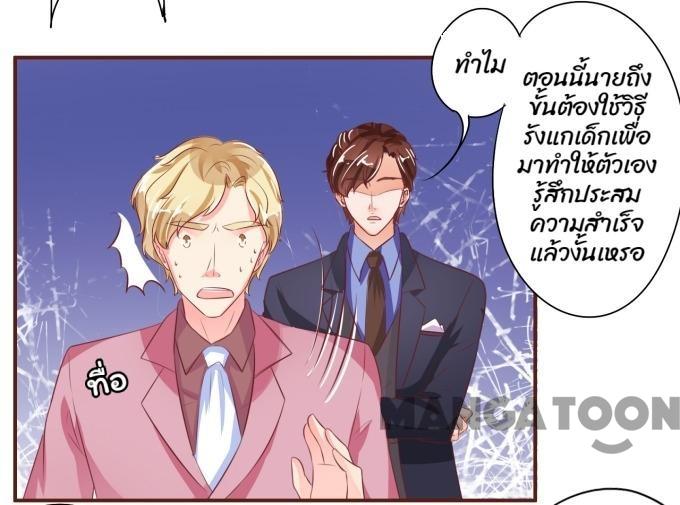 ทำไม
ตอนนี้นายถึง
ขั้นต้องใช้วิธี
รังแกเด็กเพื่อ
มาทำให้ตัวเอง
รู้สึกประสบ
ความสำเร็จ
แล้วงั้นเหรอ
ทื่อ
MANGATOON